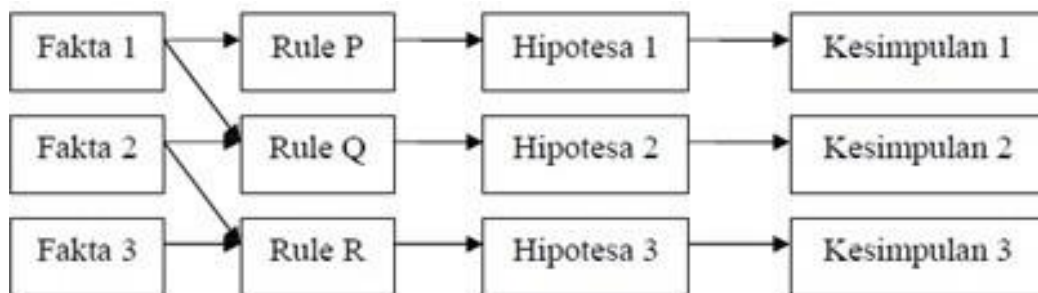 Fakta 1 Rule P Hipotesa 1 Kesimpulan 1
Fakta 2 Rule Q Hipotesa 2 Kesimpulan 2
Fakta 3 Rule R Hipotesa 3 Kesimpulan 3